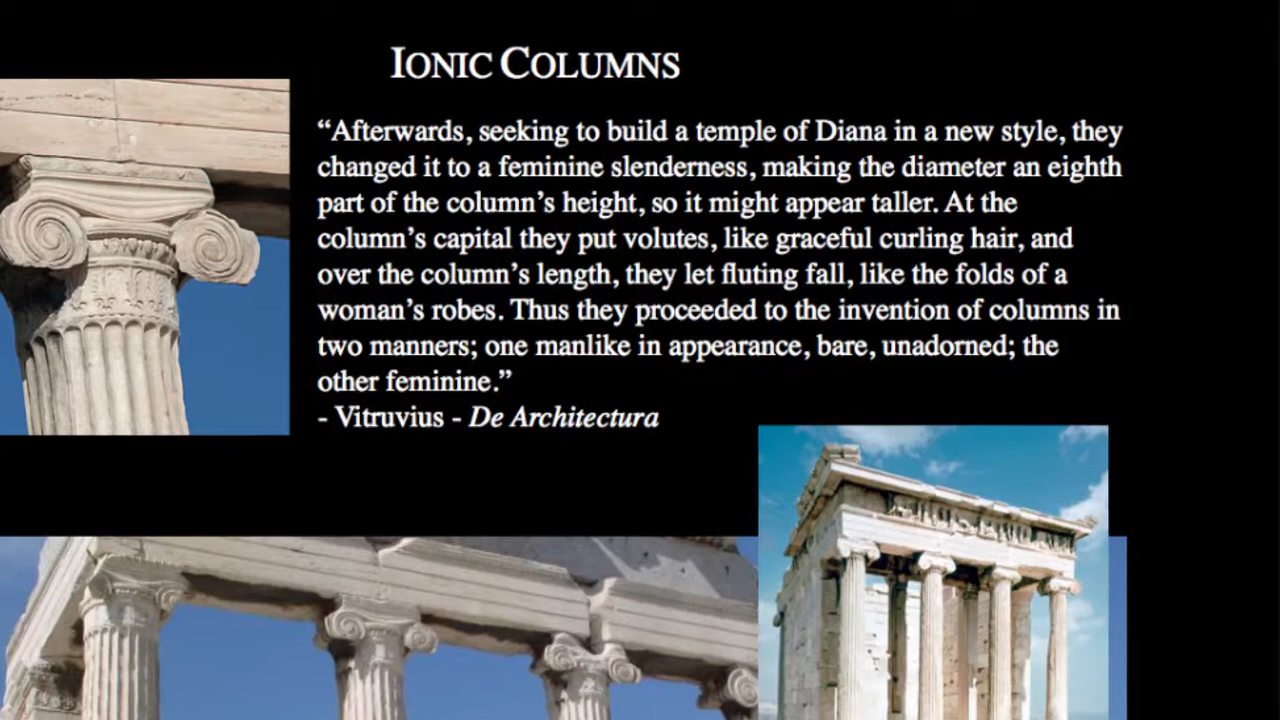 IONIC COLUMNS
“Afterwards, seeking to build a temple of Diana in a new style, they
changed it to a feminine slenderness, making the diameter an eighth
part of the column’s height, so it might appear taller. At the
column’s capital they put volutes, like graceful curling hair, and
over the column’s length, they let fluting fall, like the folds of a
woman’s robes. Thus they proceeded to the invention of columns in
two manners; one manlike in appearance, bare, unadorned; the
other feminine.”
- Vitruvius - De Architectura